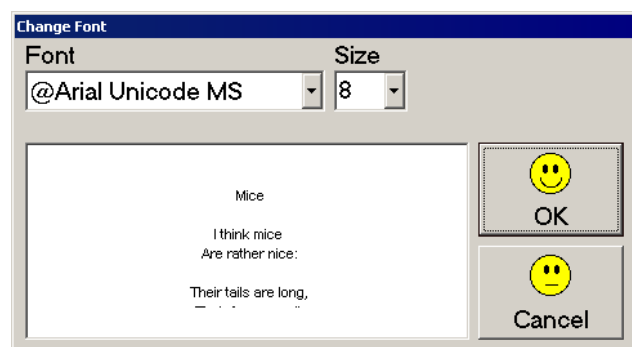 Change Font
Font Size
@Arial Unicode MS 8
Mice
I think mice
Are rather nice:
Their tails are long,
OK
Cancel